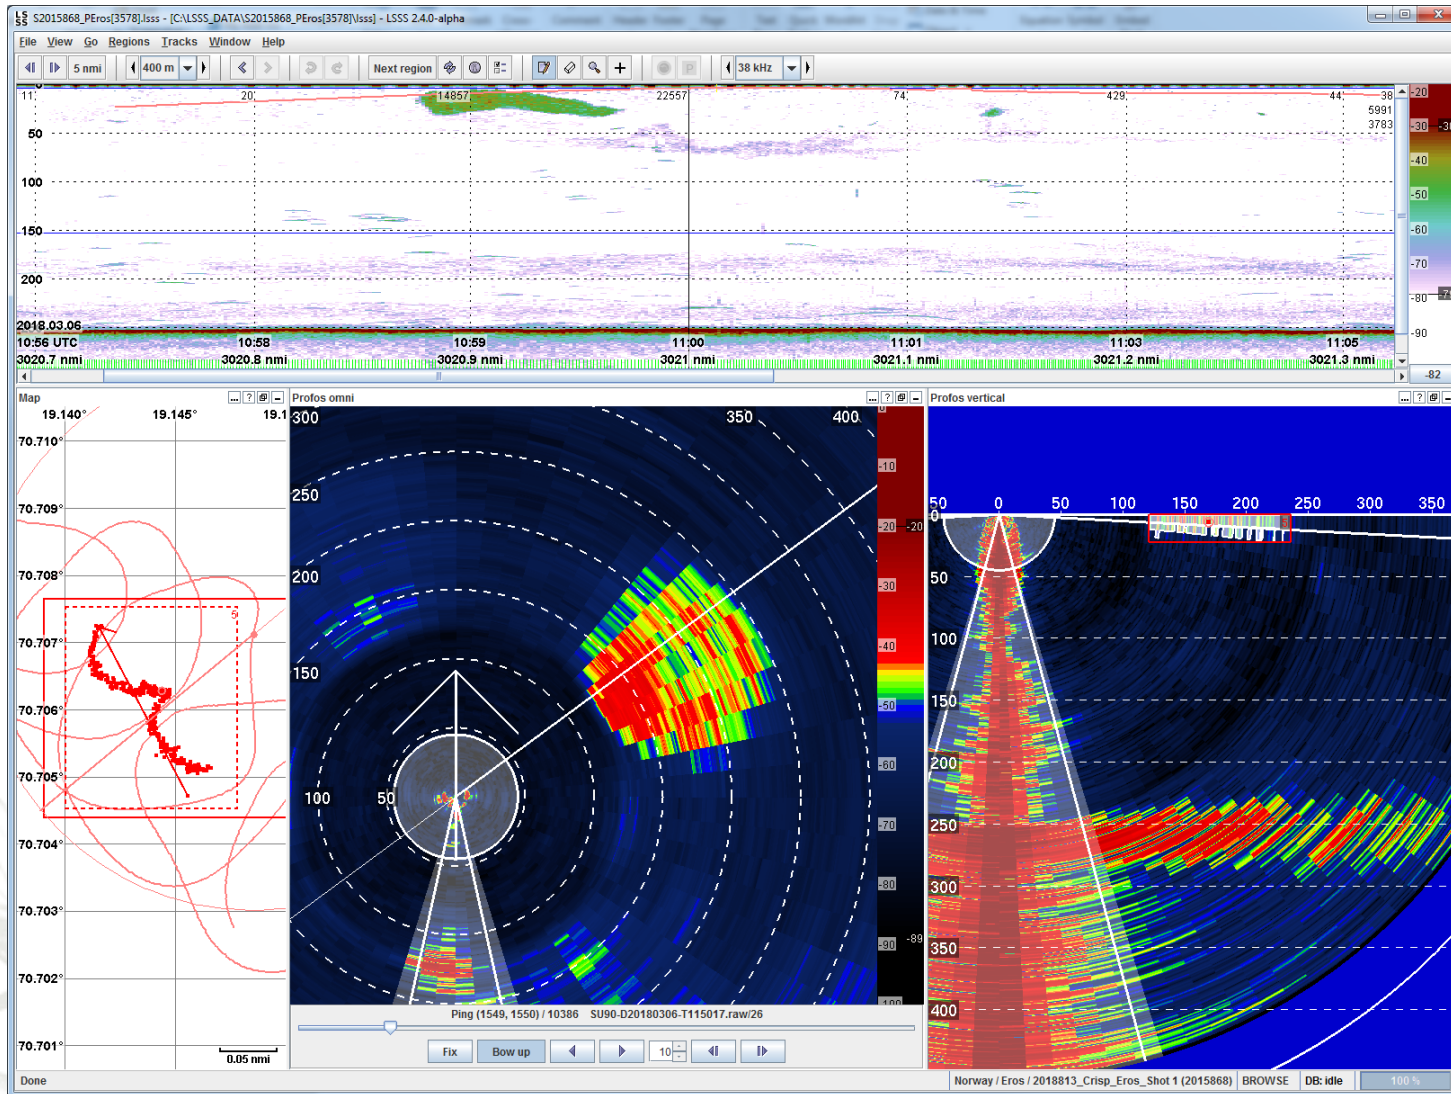 S2015868_PEros[3578].lsss - [C:\LSSS_DATA\S2015868_PEros[3578]\lsss] - LSSS 2.4.0-alpha
File View Go Regions Tracks Window Help
5 nmi 400 m Next region 38 kHz
11 20 14857 22557 74 429 44 38
5991
3783
50
100
150
200
2018.03.06
10:56 UTC 10:58 10:59 11:00 11:01 11:03 11:05
3020.7 nmi 3020.8 nmi 3020.9 nmi 3021 nmi 3021.1 nmi 3021.2 nmi 3021.3 nmi
-20
-30
-40
-50
-60
-70
-80
-90
-82
Map
19.140° 19.145° 19.1
70.710°
70.709°
70.708°
70.707°
70.706°
70.705°
70.704°
70.703°
70.702°
70.701°
5
0.05 nmi
Profos omni
300 350 400
250
200
150
100 50
-10
-20 -20
-30
-40
-50
-60
-70
-80
-90 -89
-100
Ping (1549, 1550) / 10386 SU90-D20180306-T115017.raw/26
Fix Bow up 10
Profos vertical
50 0 50 100 150 200 250 300 350
0
50
100
150
200
250
300
350
400
Done
Norway / Eros / 2018813_Crisp_Eros_Shot 1 (2015868) BROWSE DB: idle 100 %